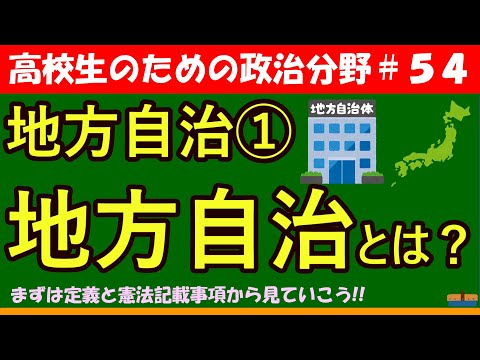 高校生のための政治分野＃５４
地方自治①
地方自治体
地方自治とは？
まずは定義と憲法記載事項から見ていこう!!